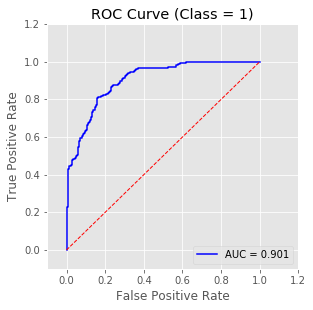 ROC Curve (Class = 1)
True Positive Rate
1.2
1.0
0.8
0.6
0.4
0.2
0.0
AUC = 0.901
0.0 0.2 0.4 0.6 0.8 1.0 1.2
False Positive Rate